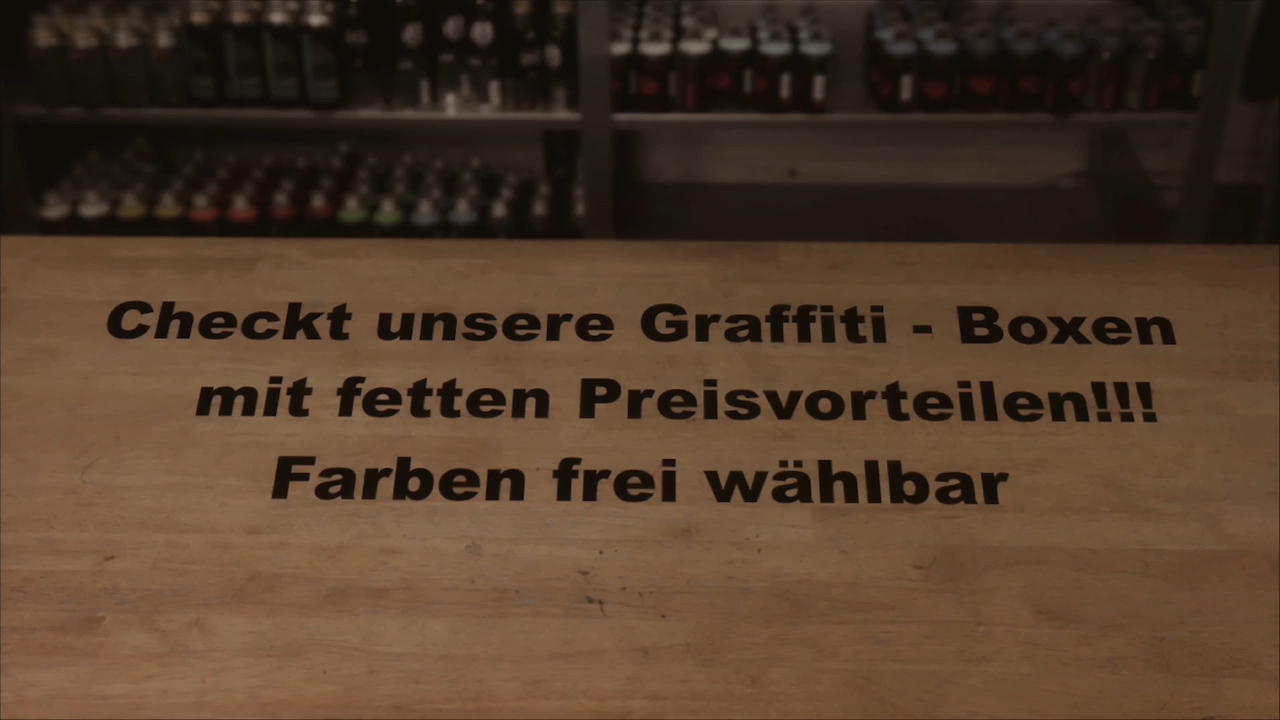 Checkt unsere Graffiti - Boxen
mit fetten Preisvorteilen!!!
Farben frei wählbar